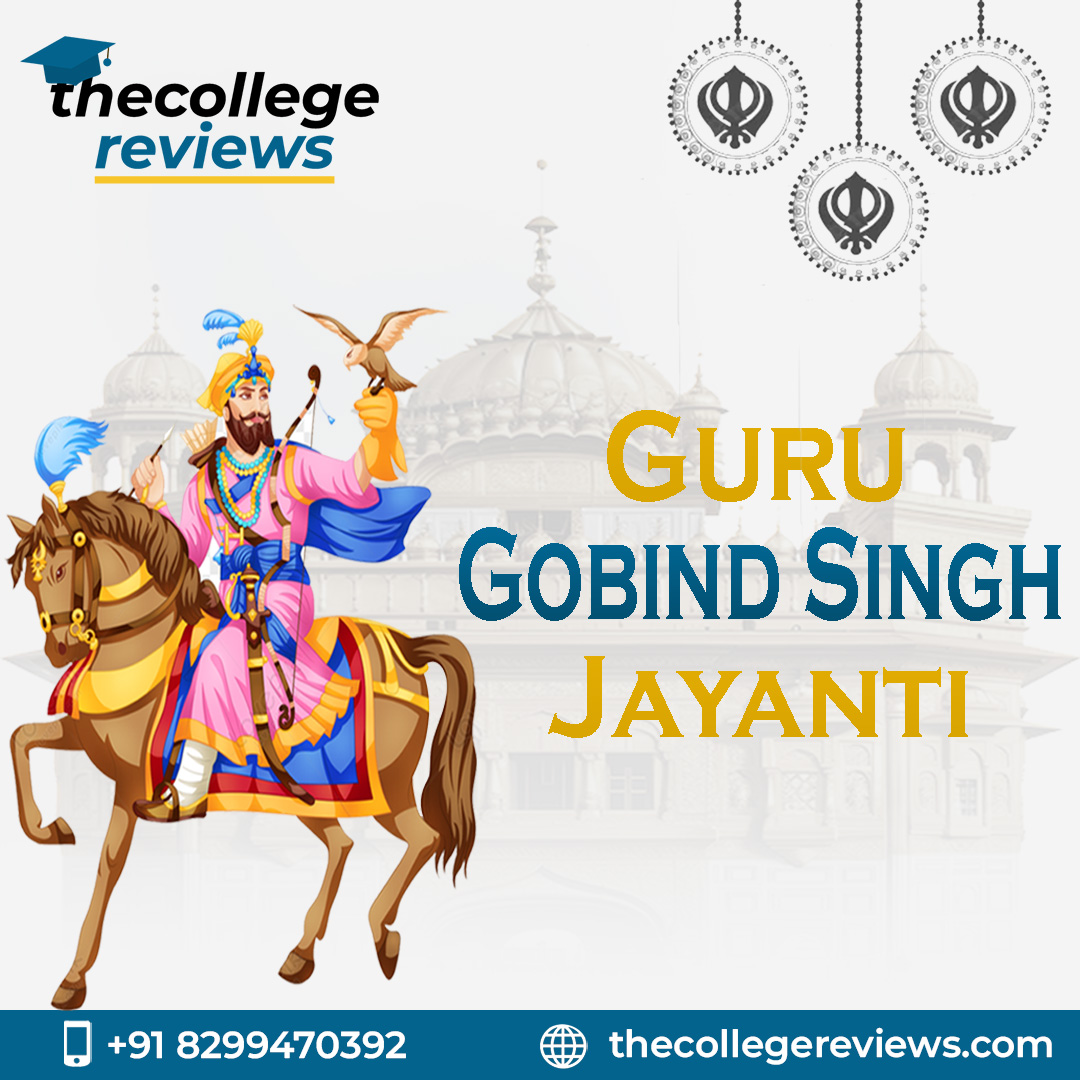 thecollege
reviews
Guru
Gobind Singh
Jayanti
+91 8299470392
thecollegereviews.com